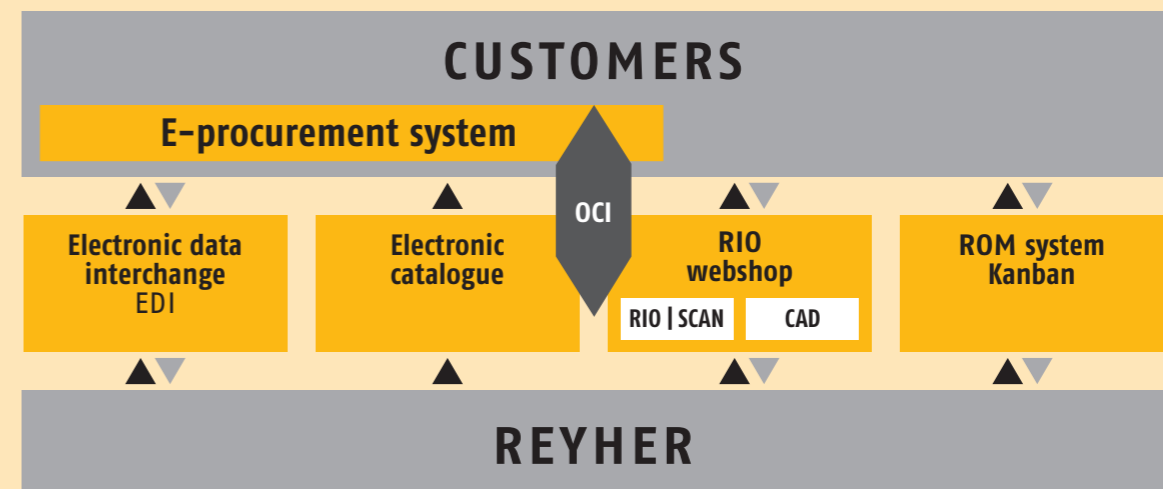 CUSTOMERS
E-procurement system
OCI
Electronic data
interchange
EDI
Electronic
catalogue
RIO
webshop
RIO | SCAN
CAD
ROM system
Kanban
REYHER